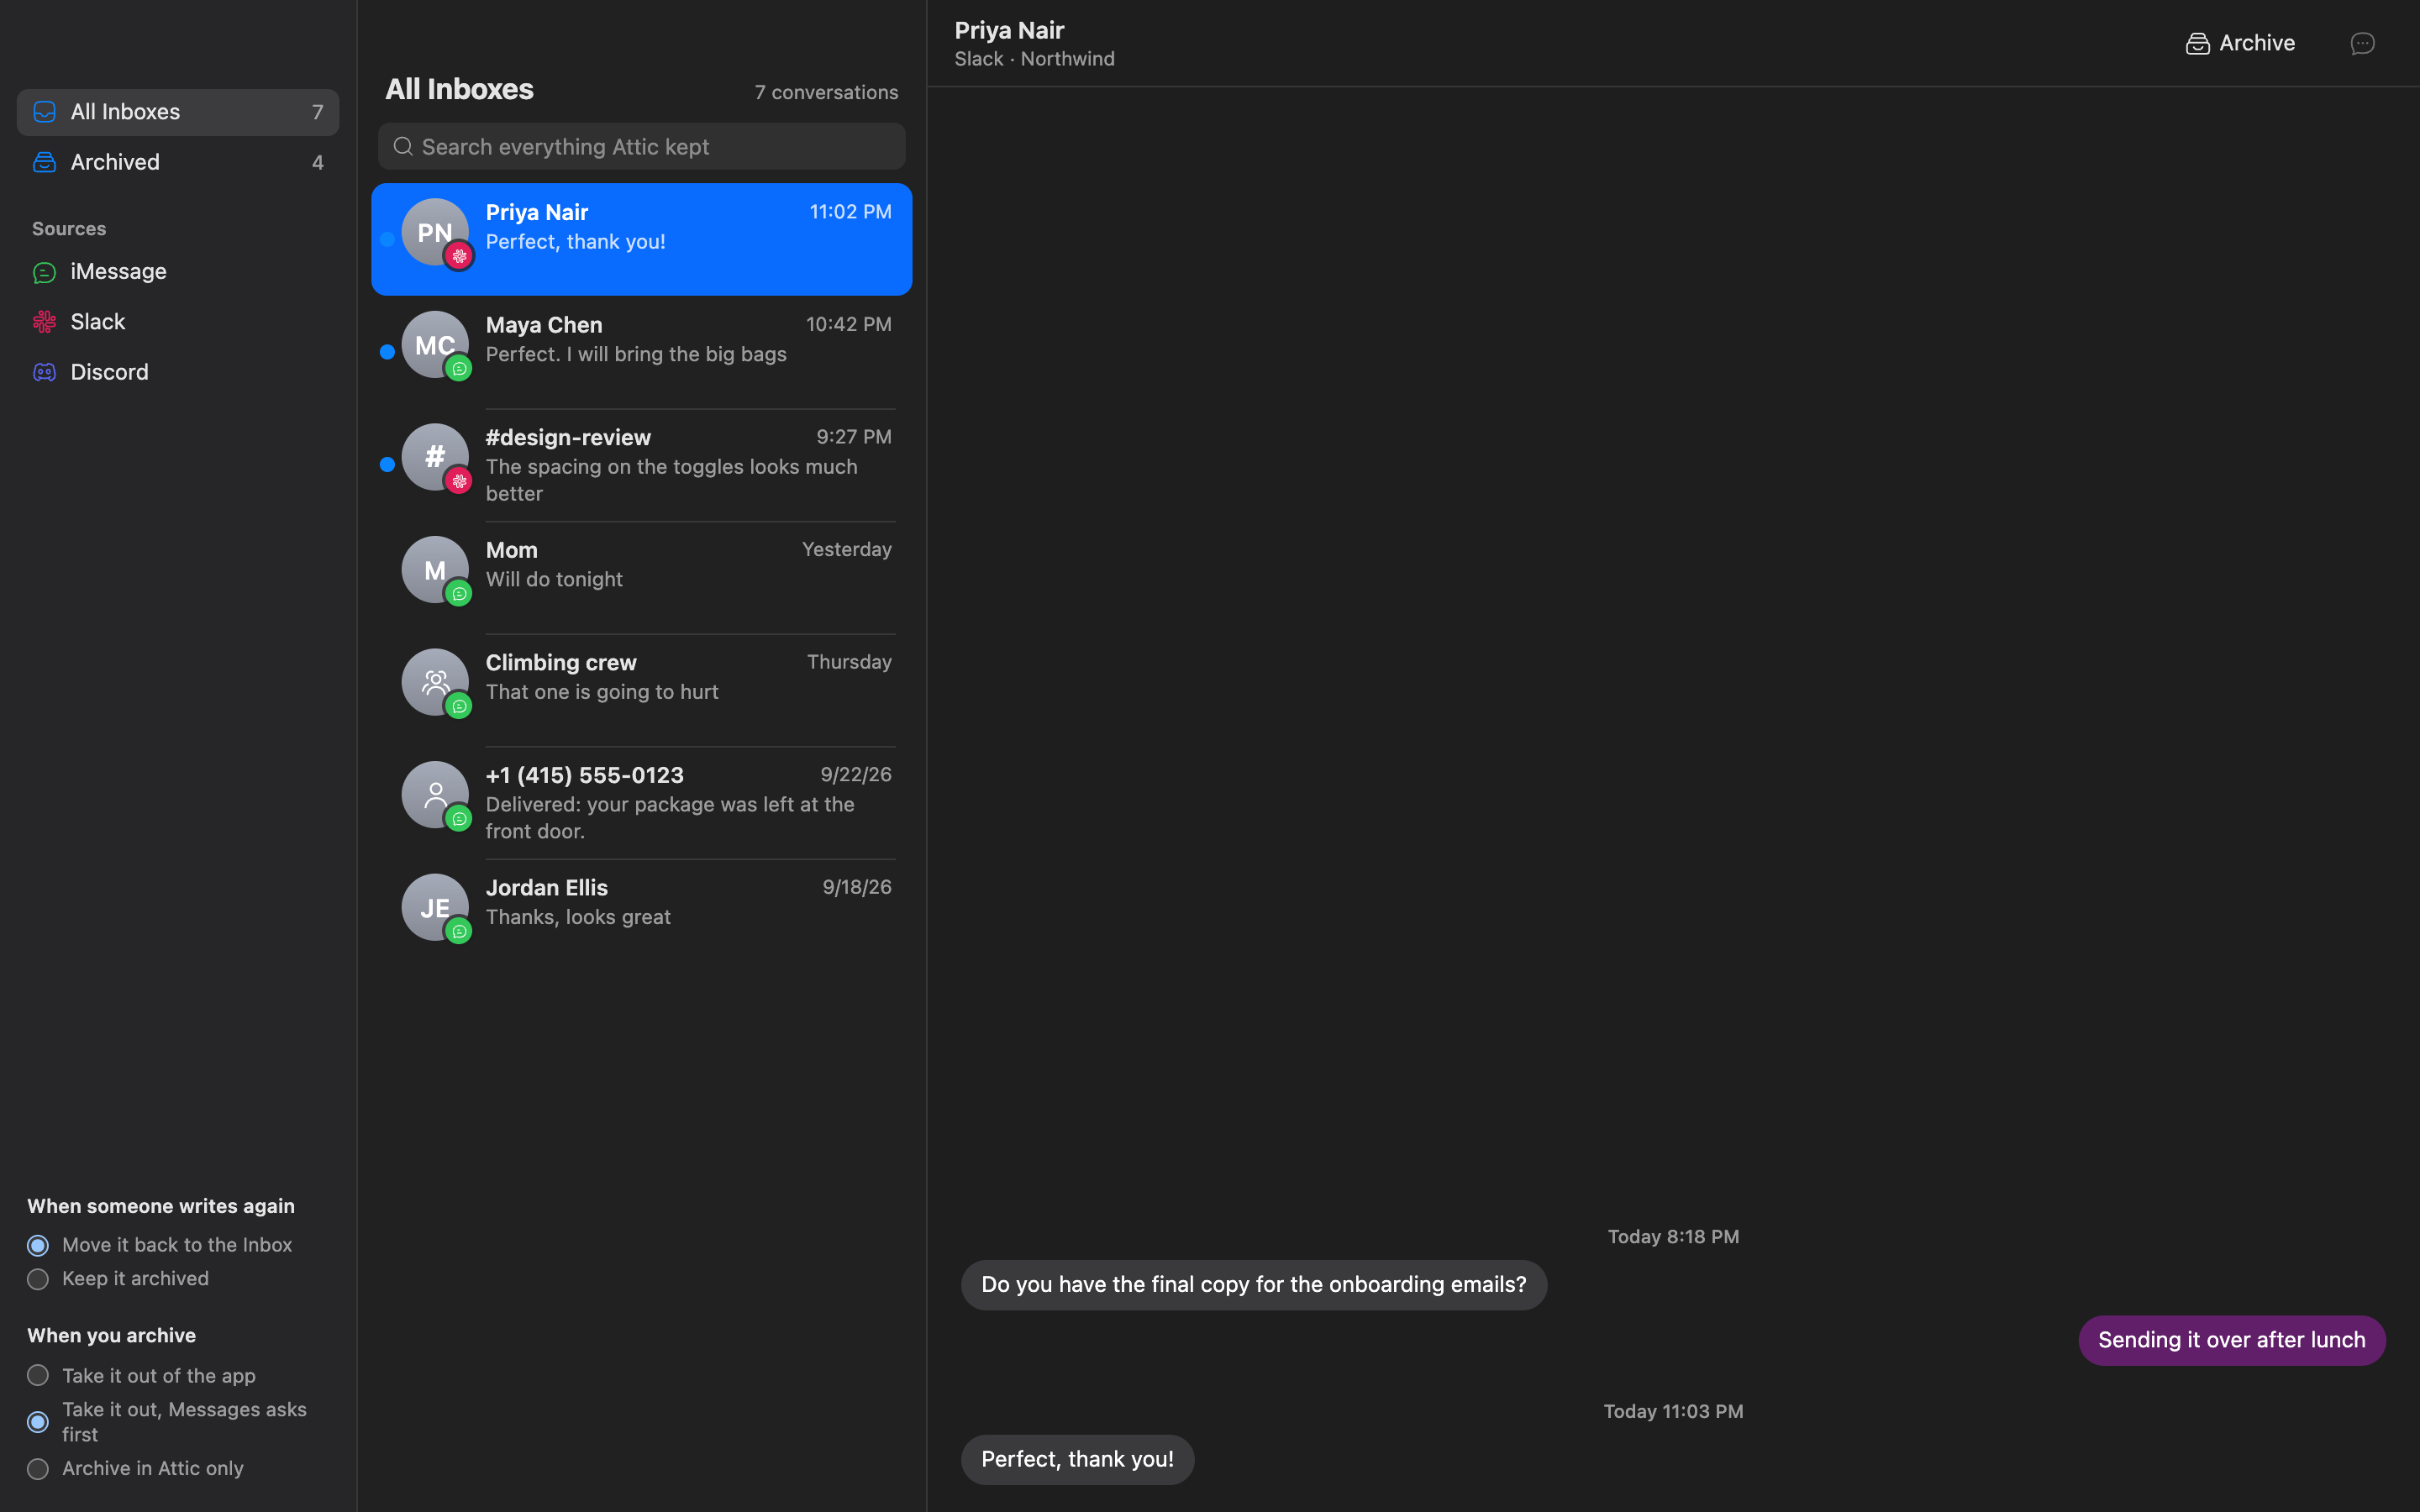 All Inboxes 7
Archived 4
Sources
iMessage
Slack
Discord
When someone writes again
Move it back to the Inbox
Keep it archived
When you archive
Take it out of the app
Take it out, Messages asks
first
Archive in Attic only
All Inboxes 7 conversations
Search everything Attic kept
PN
Priya Nair 11:02 PM
Perfect, thank you!
MC
Maya Chen 10:42 PM
Perfect. I will bring the big bags
#
#design-review 9:27 PM
The spacing on the toggles looks much
better
M
Mom Yesterday
Will do tonight
Climbing crew Thursday
That one is going to hurt
+1 (415) 555-0123 9/22/26
Delivered: your package was left at the
front door.
JE
Jordan Ellis 9/18/26
Thanks, looks great
Priya Nair
Slack · Northwind
Archive
Today 8:18 PM
Do you have the final copy for the onboarding emails?
Sending it over after lunch
Today 11:03 PM
Perfect, thank you!